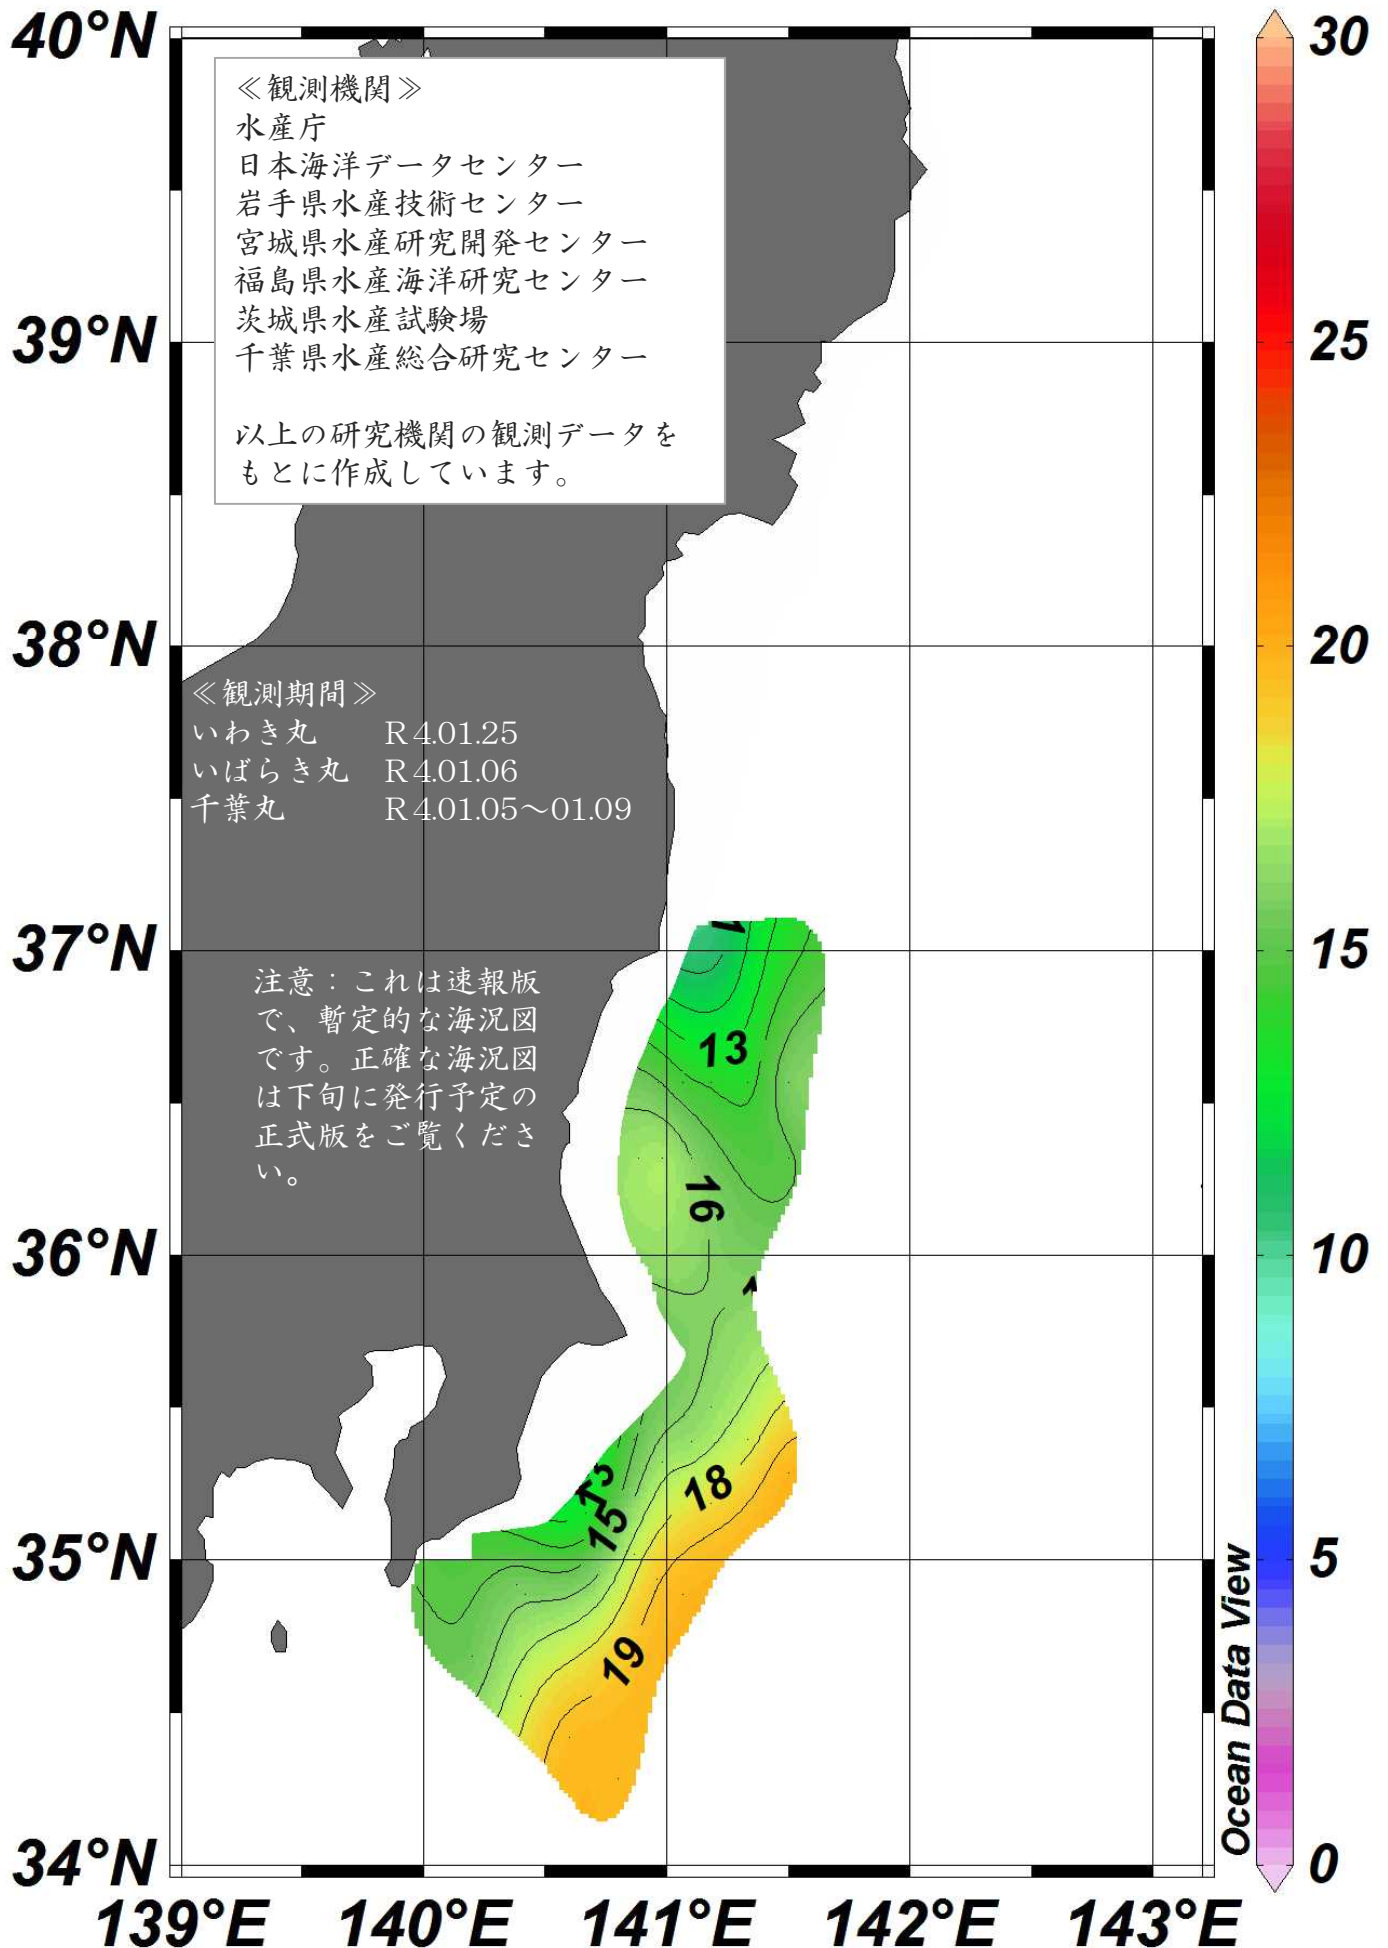 40°N
≪観測機関≫
水産庁
日本海洋データセンター
岩手県水産技術センター
宮城県水産研究開発センター
福島県水産海洋研究センター
茨城県水産試験場
千葉県水産総合研究センター
以上の研究機関の観測データを
もとに作成しています。
39°N
38°N
≪観測期間≫
いわき丸 R4.01.25
いばらき丸 R4.01.06
千葉丸 R4.01.05～01.09
37°N
注意：これは速報版
で、暫定的な海況図
です。正確な海況図
は下旬に発行予定の
正式版をご覧くださ
い。
13
16
36°N
18
13
15
35°N
19
34°N
139°E 140°E 141°E 142°E 143°E
30
25
20
15
10
5
0
Ocean Data View